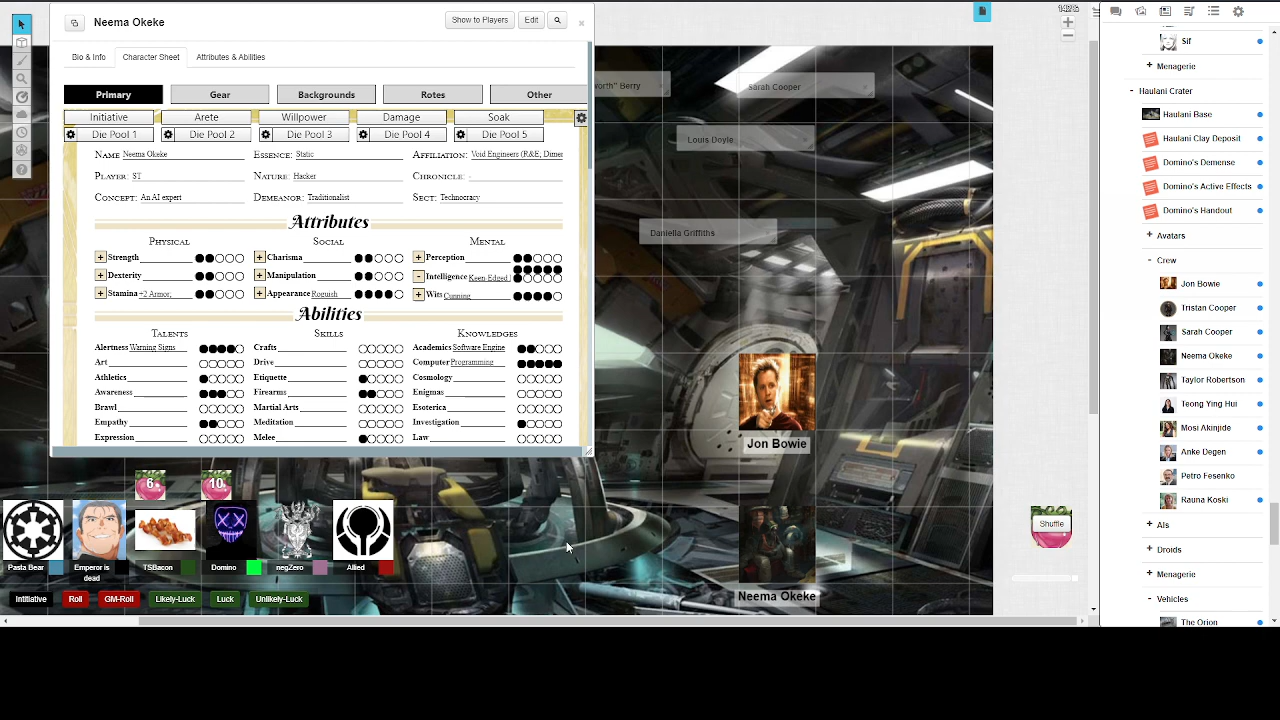 Neema Okeke
Show to Players
Edit
Bio & Info
Character Sheet
Attributes & Abilities
Primary
Gear
Backgrounds
Rotes
Other
Initiative
Arete
Willpower
Damage
Soak
Die Pool 1
Die Pool 2
Die Pool 3
Die Pool 4
Die Pool 5
Name Neema Okeke
Essence: Static
Affiliation: Void Engineers (R&E, Dimen
Player: ST
Nature: Hacker
Chronicle: -
Concept: An AI expert
Demeanor: Traditionalist
Sect: Technocracy
Attributes
Physical
Social
Mental
Strength
Charisma
Perception
Dexterity
Manipulation
Intelligence Keen-Edged
Stamina +2 Armor,
Appearance Roguish
Wits Cunning
Abilities
Talents
Skills
Knowledges
Alertness Warning Signs
Crafts
Academics Software Engine
Art
Drive
Computer Programming
Athletics
Etiquette
Cosmology
Awareness
Firearms
Enigmas
Brawl
Martial Arts
Esoterica
Empathy
Meditation
Investigation
Expression
Melee
Law
worth" Berry
Sarah Cooper
Louis Doyle
Daniella Griffiths
Jon Bowie
Neema Okeke
6
10
Pasta Bear
Emperor is dead
TSBacon
Domino
negZero
Allied
Intitiative
Roll
GM-Roll
Likely-Luck
Luck
Unlikely-Luck
Shuffle
Sif
+ Menagerie
- Haulani Crater
Haulani Base
Haulani Clay Deposit
Domino's Demense
Domino's Active Effects
Domino's Handout
+ Avatars
- Crew
Jon Bowie
Tristan Cooper
Sarah Cooper
Neema Okeke
Taylor Robertson
Teong Ying Hui
Mosi Alhinjide
Anke Degen
Petro Fesenko
Rauna Koski
+ AIs
+ Droids
+ Menagerie
- Vehicles
The Orion